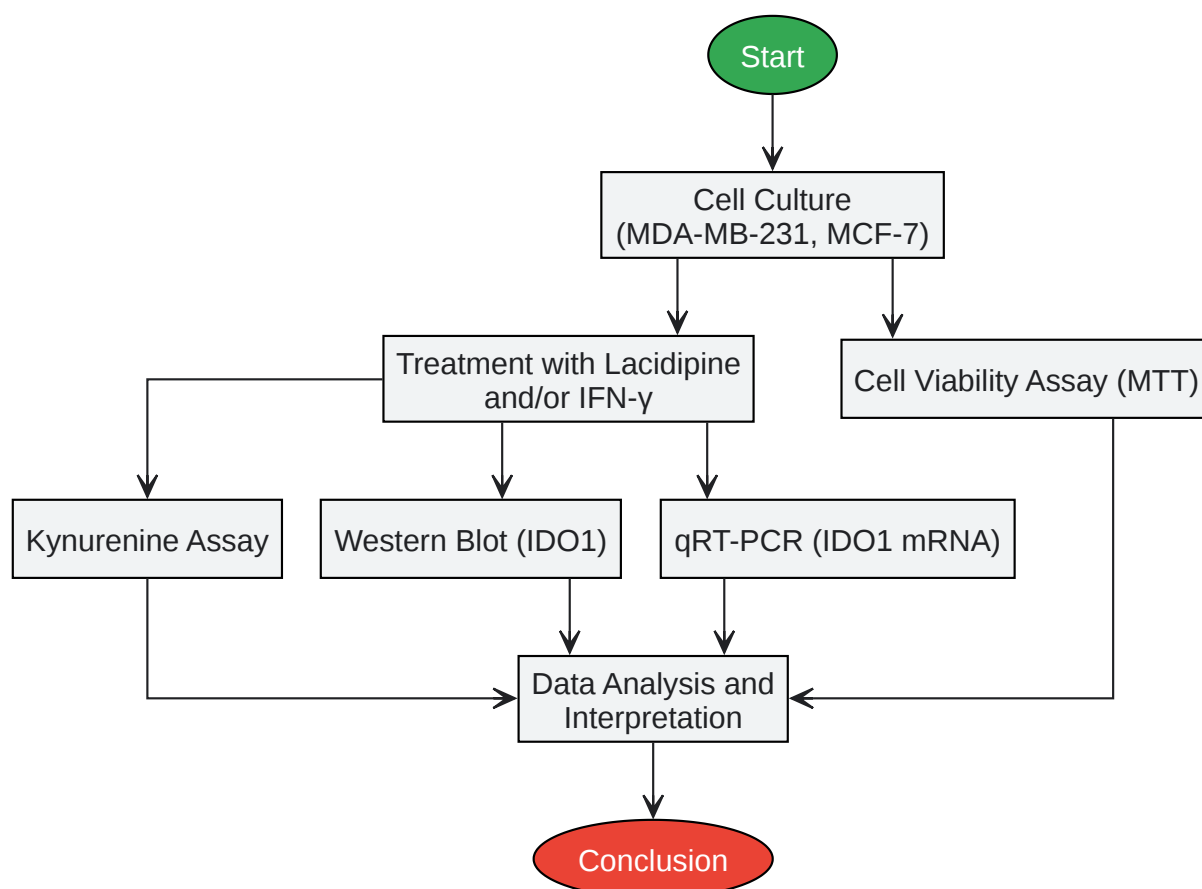 Start
Cell Culture
(MDA-MB-231, MCF-7)
Treatment with Lacidipine
and/or IFN-γ
Cell Viability Assay (MTT)
Kynurenine Assay
Western Blot (IDO1)
qRT-PCR (IDO1 mRNA)
Data Analysis and
Interpretation
Conclusion